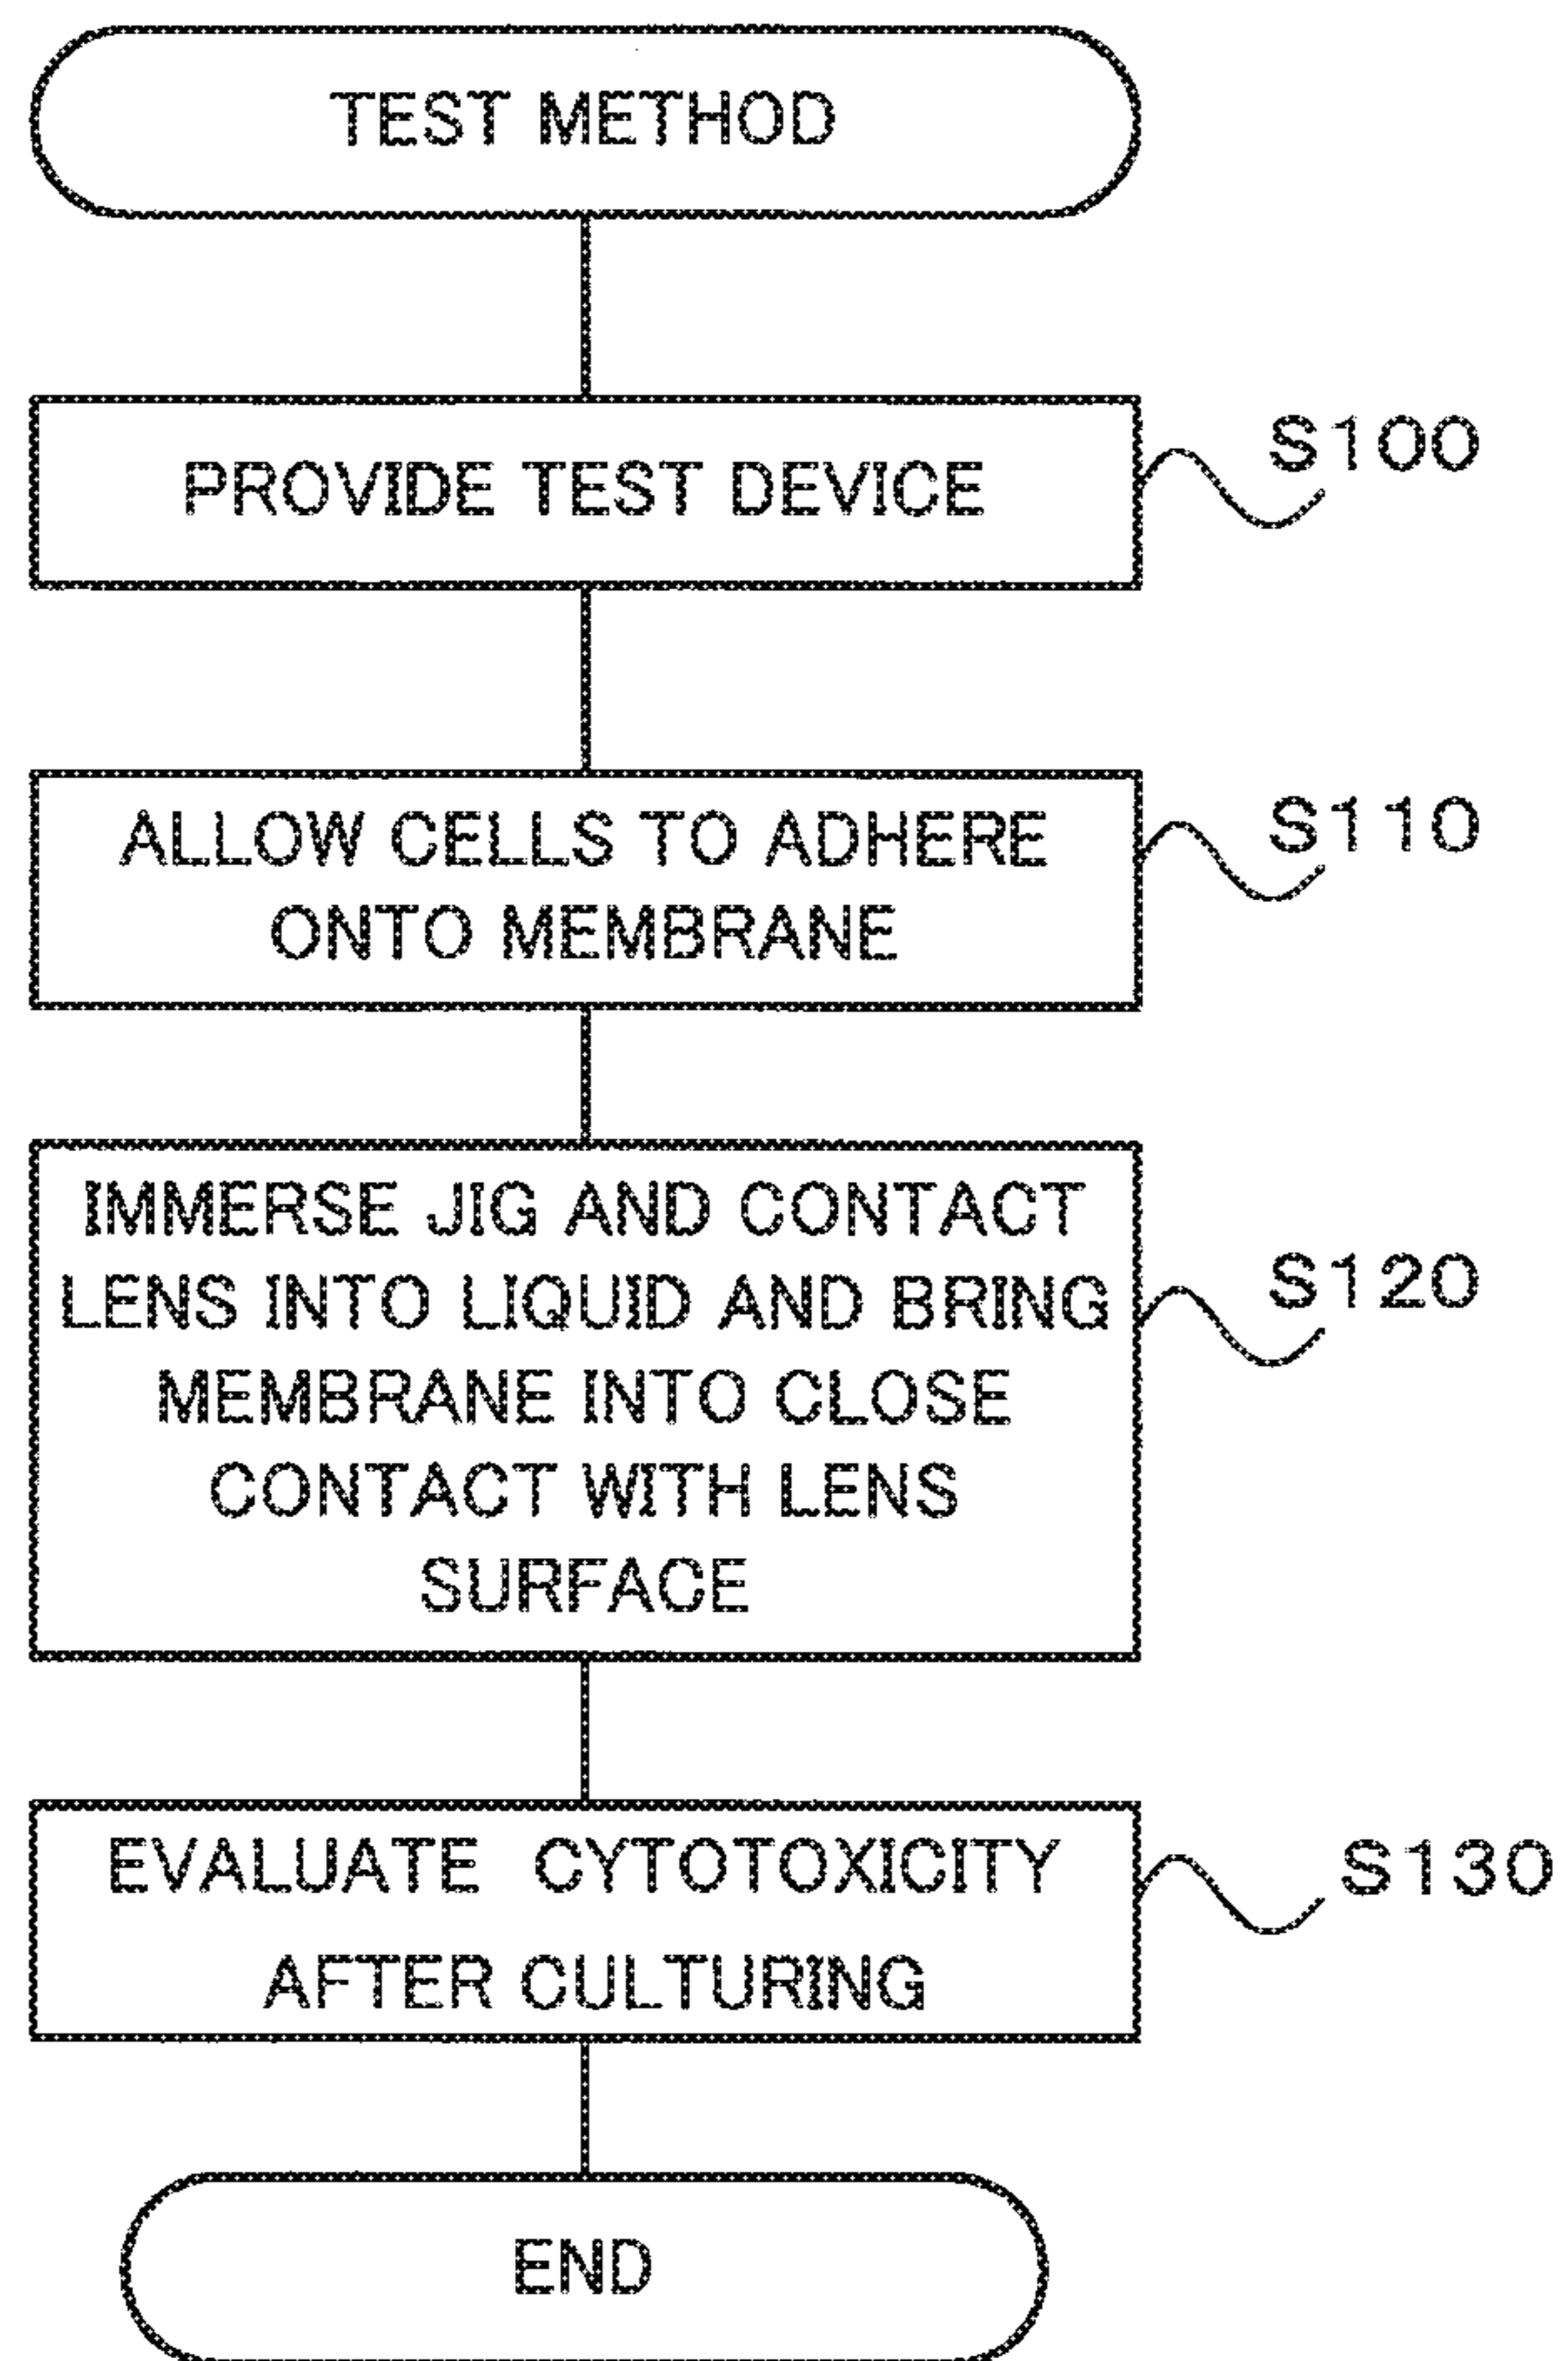 TEST METHOD
PROVIDE TEST DEVICE
S100
ALLOW CELLS TO ADHERE
ONTO MEMBRANE
S110
IMMERSE JIG AND CONTACT
LENS INTO LIQUID AND BRING
MEMBRANE INTO CLOSE
CONTACT WITH LENS
SURFACE
S120
EVALUATE CYTOTOXICITY
AFTER CULTURING
S130
END